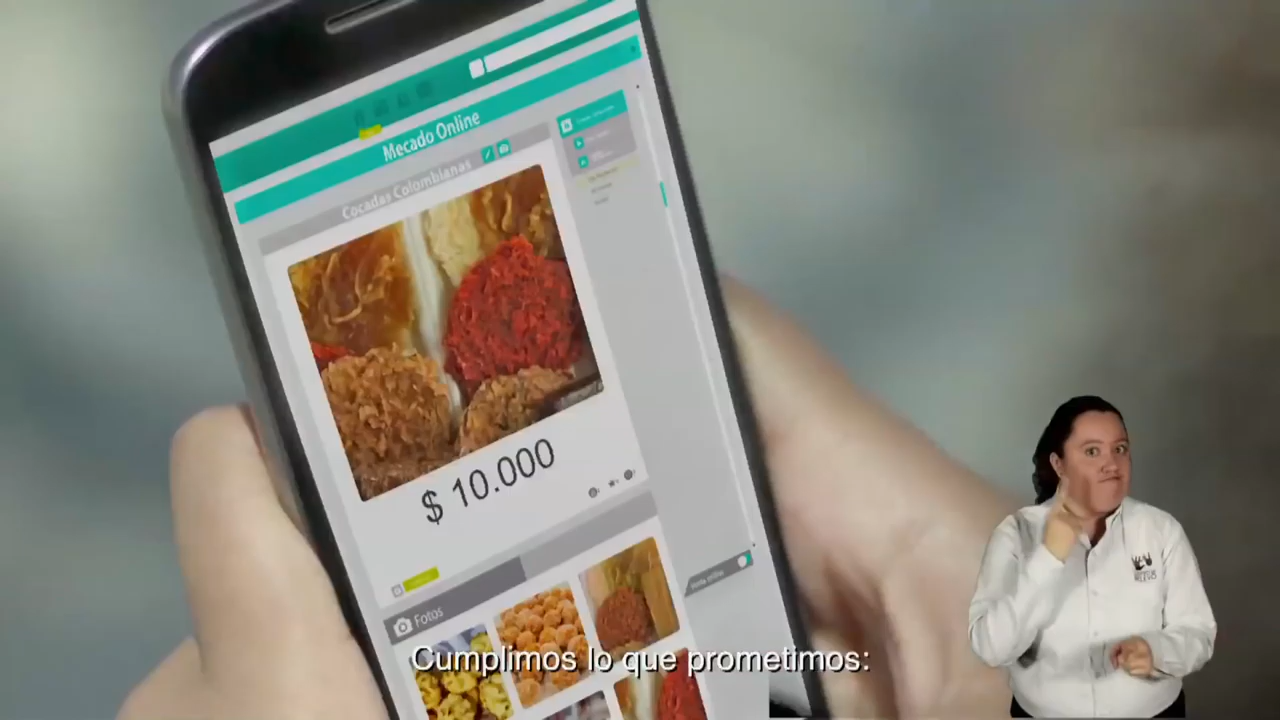 Mecado Online
Cocadas Colombianas
$ 10.000
Fotos
Cumplimos lo que prometimos: